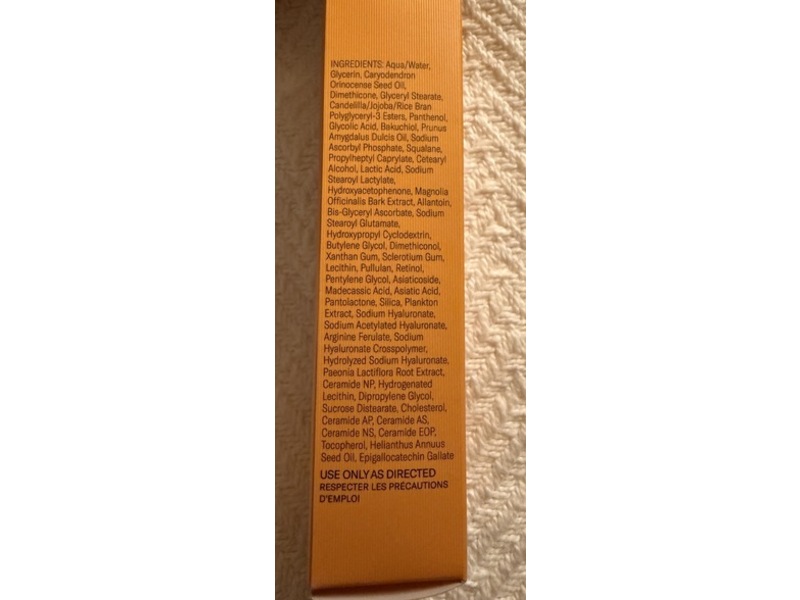 INGREDIENTS: Aqua/Water,
Glycerin, Caryodendron
Orinocense Seed Oil,
Dimethicone, Glyceryl Stearate,
Candelilla/Jojoba/Rice Bran
Polyglyceryl-3 Esters, Panthenol,
Glycolic Acid, Bakuchiol, Prunus
Amygdalus Dulcis Oil, Sodium
Ascorbyl Phosphate, Squalane,
Propylheptyl Caprylate, Cetearyl
Alcohol, Lactic Acid, Sodium
Stearoyl Lactylate,
Hydroxyacetophenone, Magnolia
Officinalis Bark Extract, Allantoin,
Bis-Glyceryl Ascorbate, Sodium
Stearoyl Glutamate,
Hydroxypropyl Cyclodextrin,
Butylene Glycol, Dimethiconol,
Xanthan Gum, Sclerotium Gum,
Lecithin, Pullulan, Retinol,
Pentylene Glycol, Asiaticoside,
Madecassic Acid, Asiatic Acid,
Pantolactone, Silica, Plankton
Extract, Sodium Hyaluronate,
Sodium Acetylated Hyaluronate,
Arginine Ferulate, Sodium
Hyaluronate Crosspolymer,
Hydrolyzed Sodium Hyaluronate,
Paeonia Lactiflora Root Extract,
Ceramide NP, Hydrogenated
Lecithin, Dipropylene Glycol,
Sucrose Distearate, Cholesterol,
Ceramide AP, Ceramide AS,
Ceramide NS, Ceramide EOP,
Tocopherol, Helianthus Annuus
Seed Oil, Epigallocatechin Gallate
USE ONLY AS DIRECTED
RESPECTER LES PRÉCAUTIONS
D'EMPLOI